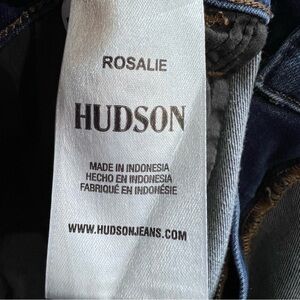 ROSALIE
HUDSON
MADE IN INDONESIA
HECHO EN INDONESIA
FABRIQUÉ EN INDONÉSIE
WWW.HUDSONJEANS.COM